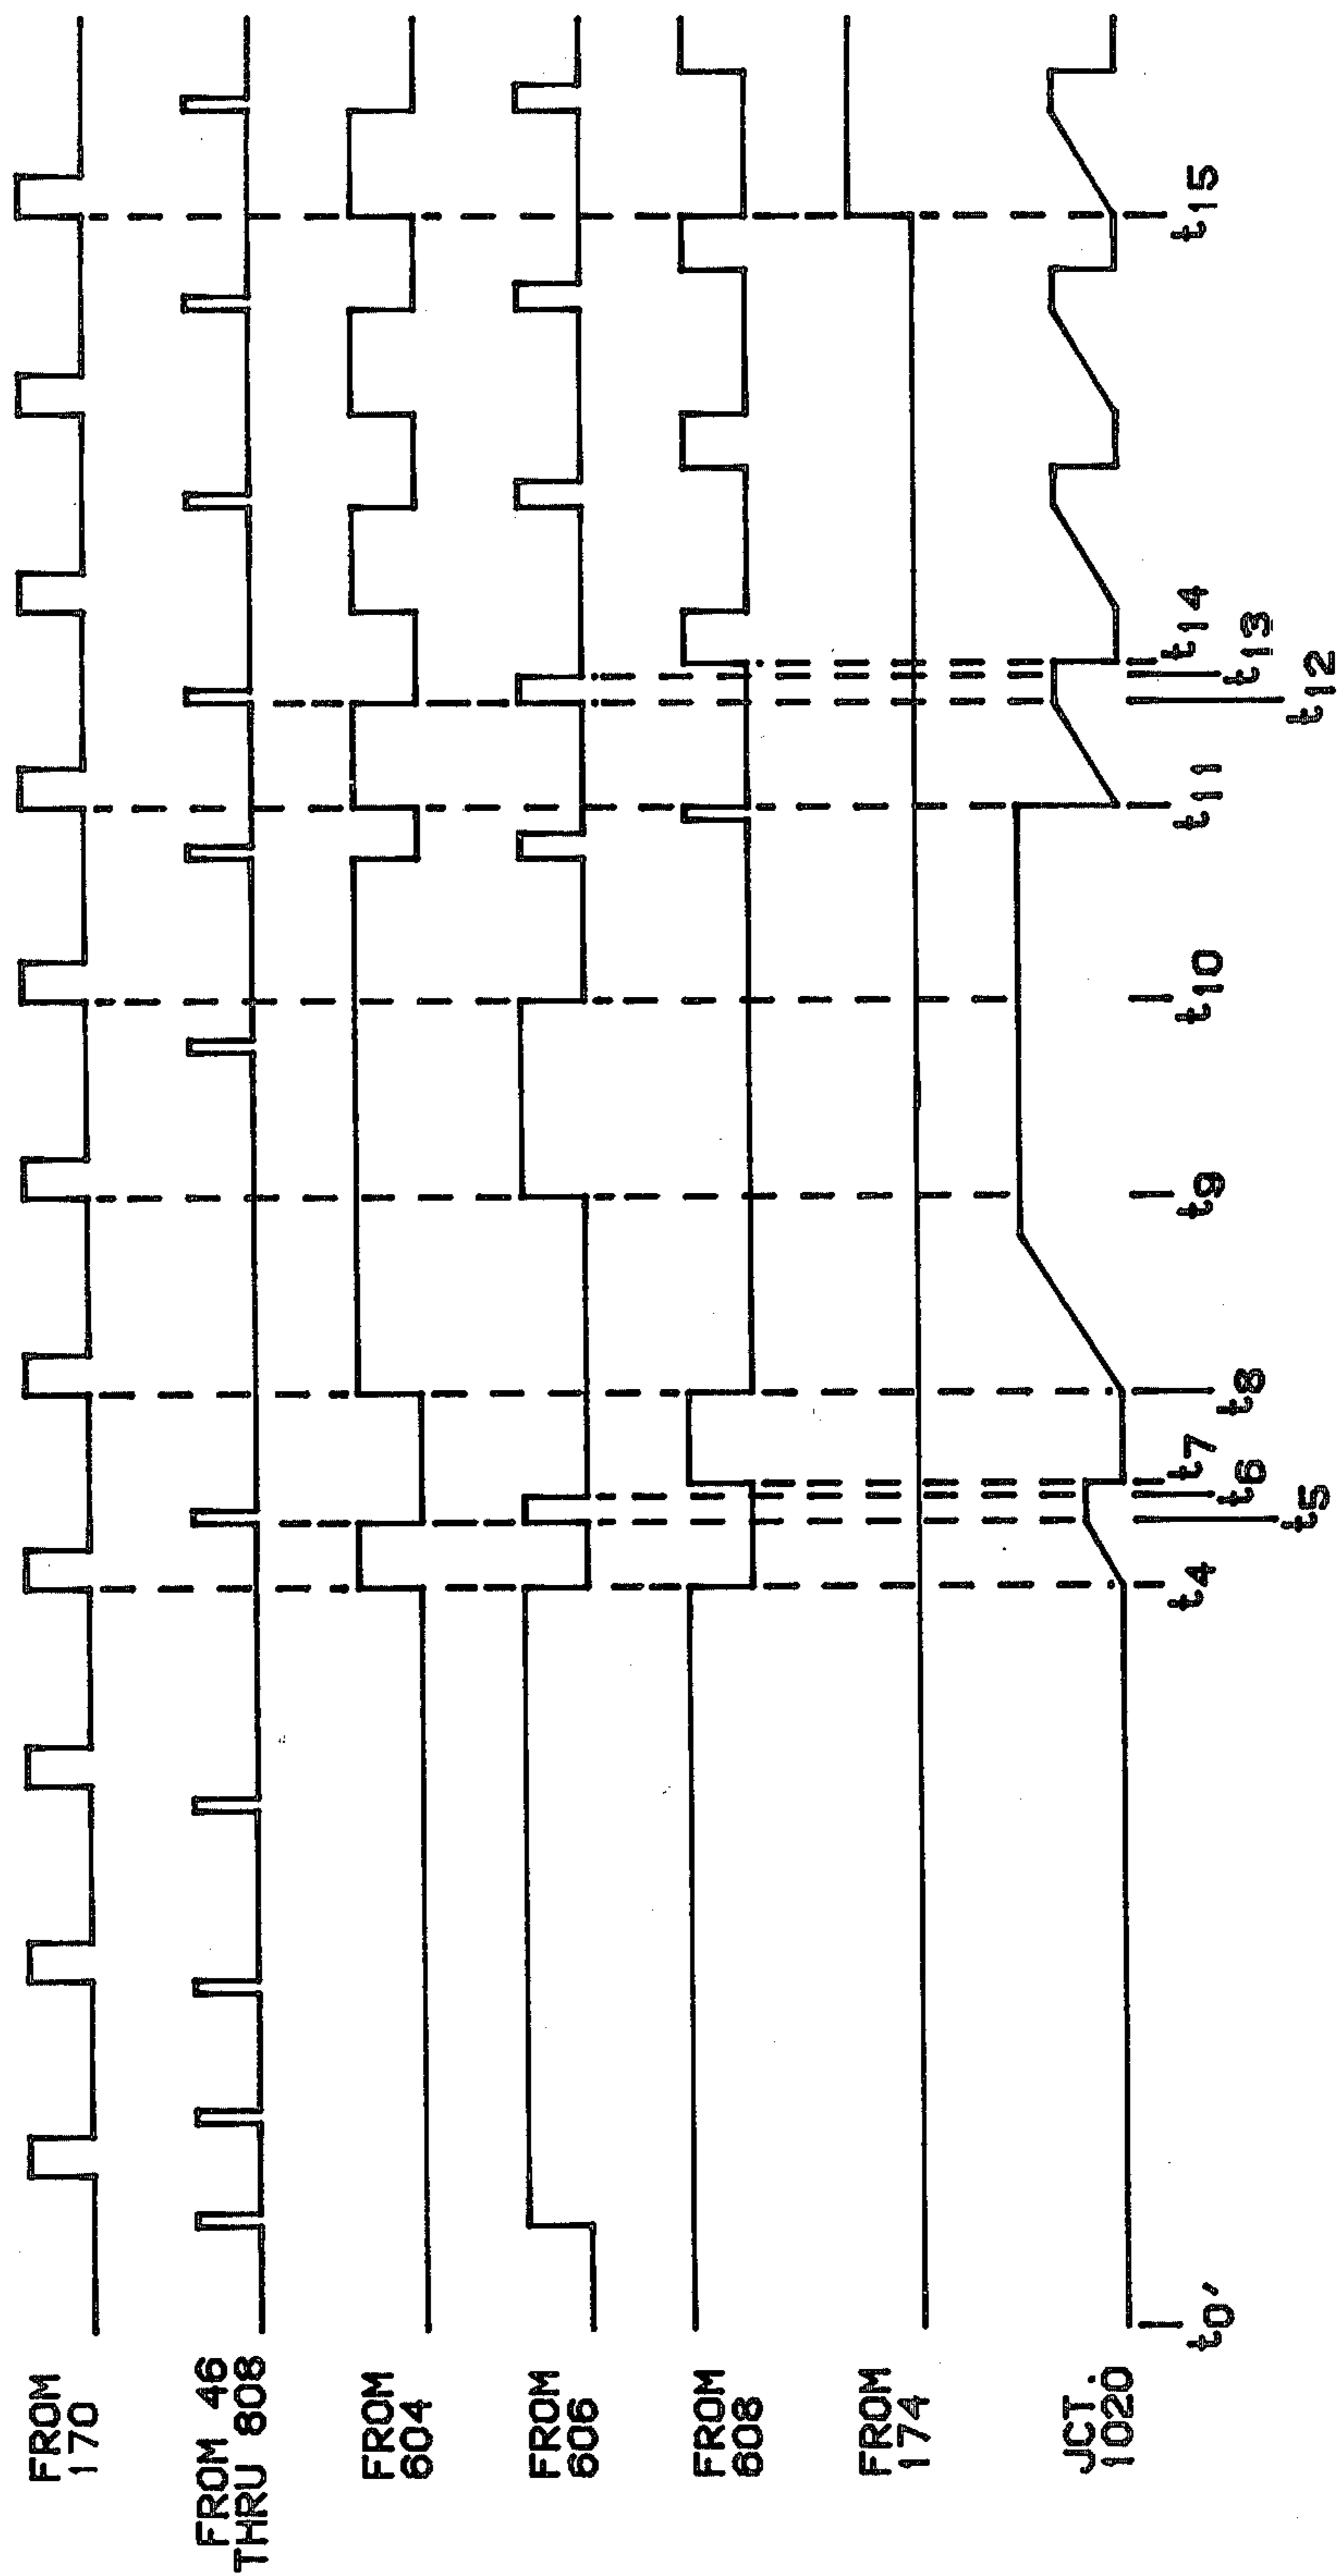 FROM
170
FROM 46
THRU 808
FROM
604
FROM
606
FROM
608
FROM
174
JCT.
1020
t0'
t4
t5
t6
t7
t8
t9
t10
t11
t12
t13
t14
t15